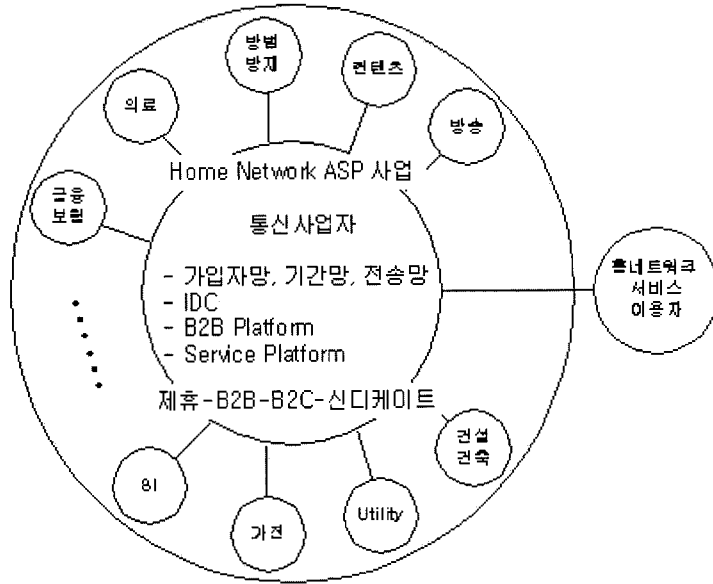 방범
방재
컨텐츠
의료
방송
Home Network ASP 사업
금융
보험
통신사업자
- 가입자망, 기간망, 전송망
- IDC
- B2B Platform
- Service Platform
홈네트워크
서비스
이용자
제휴-B2B-B2C-신디케이트
건설
건축
SI
Utility
가전